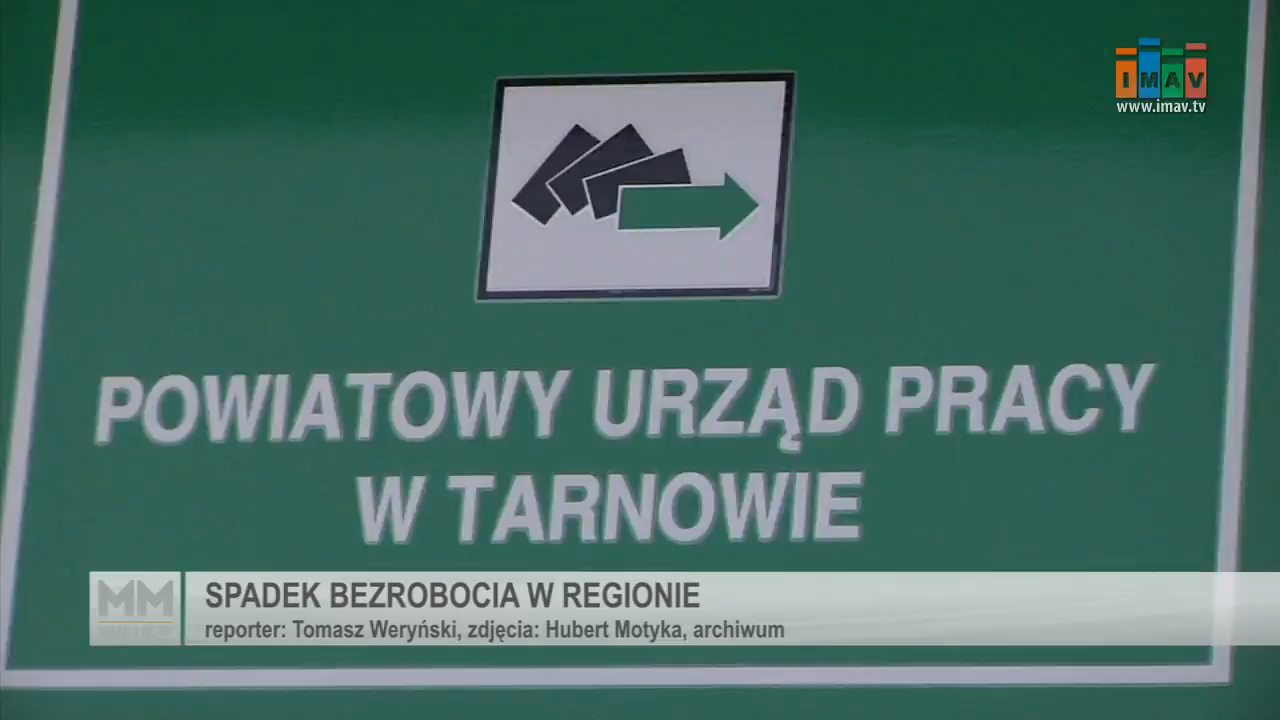 IMAV
www.imav.tv
POWIATOWY URZĄD PRACY
W TARNOWIE
MM
SPADEK BEZROBOCIA W REGIONIE
reporter: Tomasz Weryński, zdjęcia: Hubert Motyka, archiwum